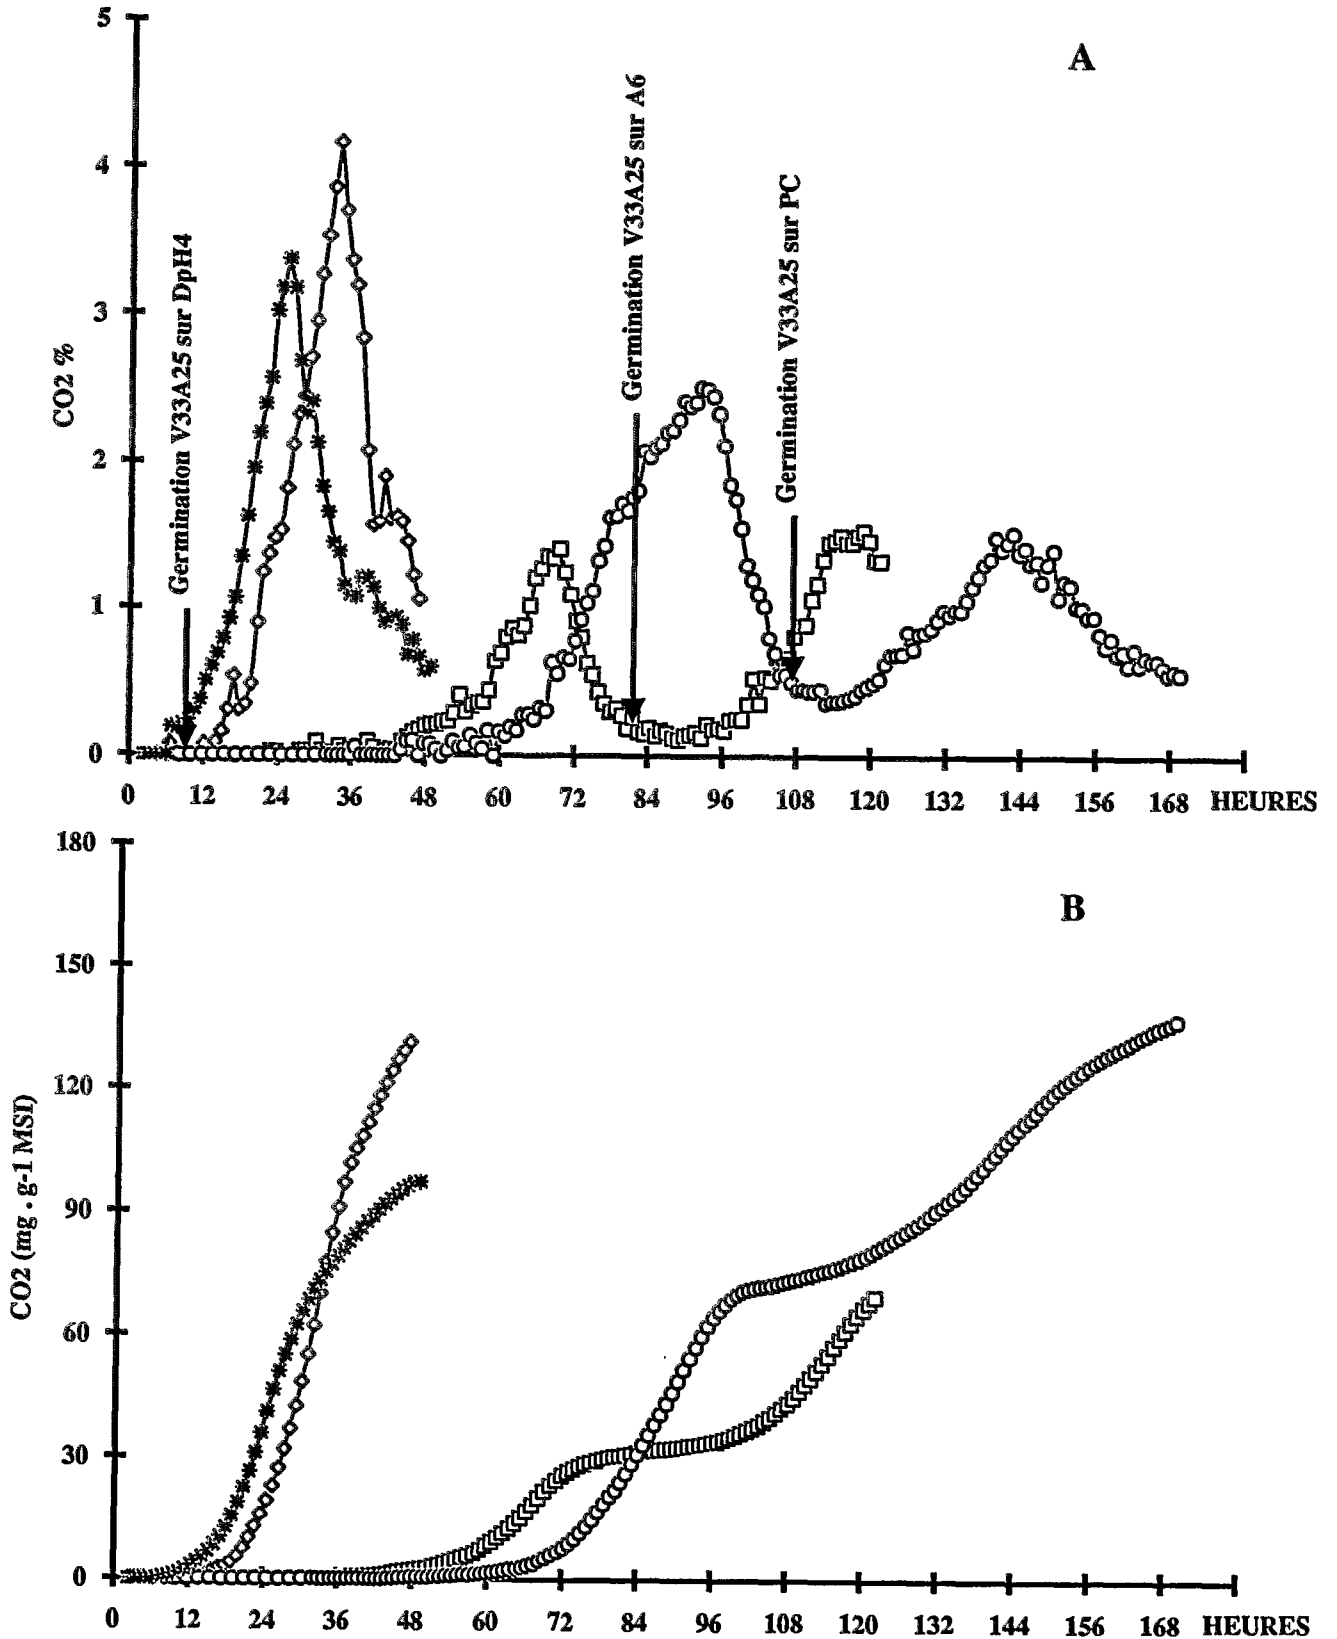 A
5
4
3
2
1
0
CO2 %
Germination V33A25 sur DpH4
Germination V33A25 sur A6
Germination V33A25 sur PC
0 12 24 36 48 60 72 84 96 108 120 132 144 156 168 HEURES
B
180
150
120
90
60
30
0
CO2 (mg . g-1 MSI)
0 12 24 36 48 60 72 84 96 108 120 132 144 156 168 HEURES